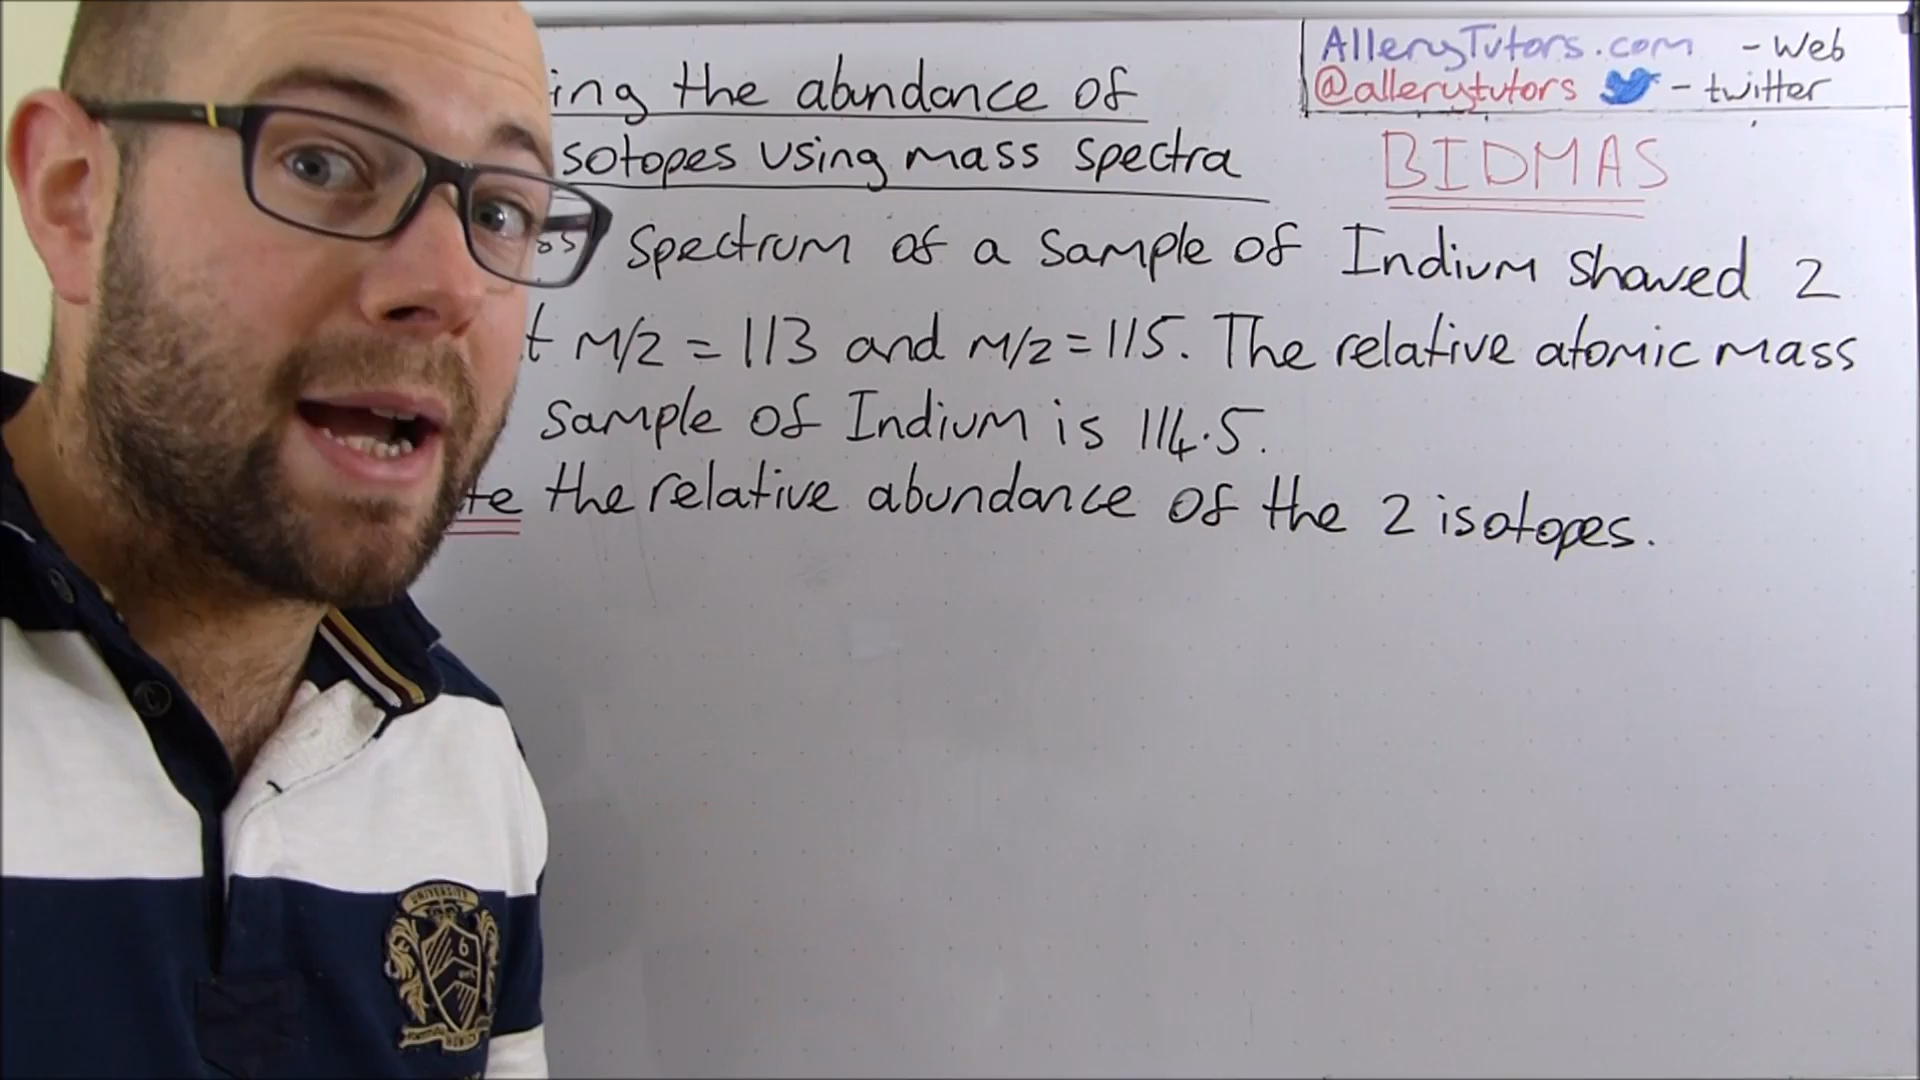 AlleryTutors.com - Web
@allerytutors - twitter
ing the abundance of
sotopes using mass spectra
BIDMAS
os spectrum of a sample of Indium showed 2
t M/z = 113 and m/z = 115. The relative atomic mass
sample of Indium is 114.5.
te the relative abundance of the 2 isotopes.
UNIVERSITY